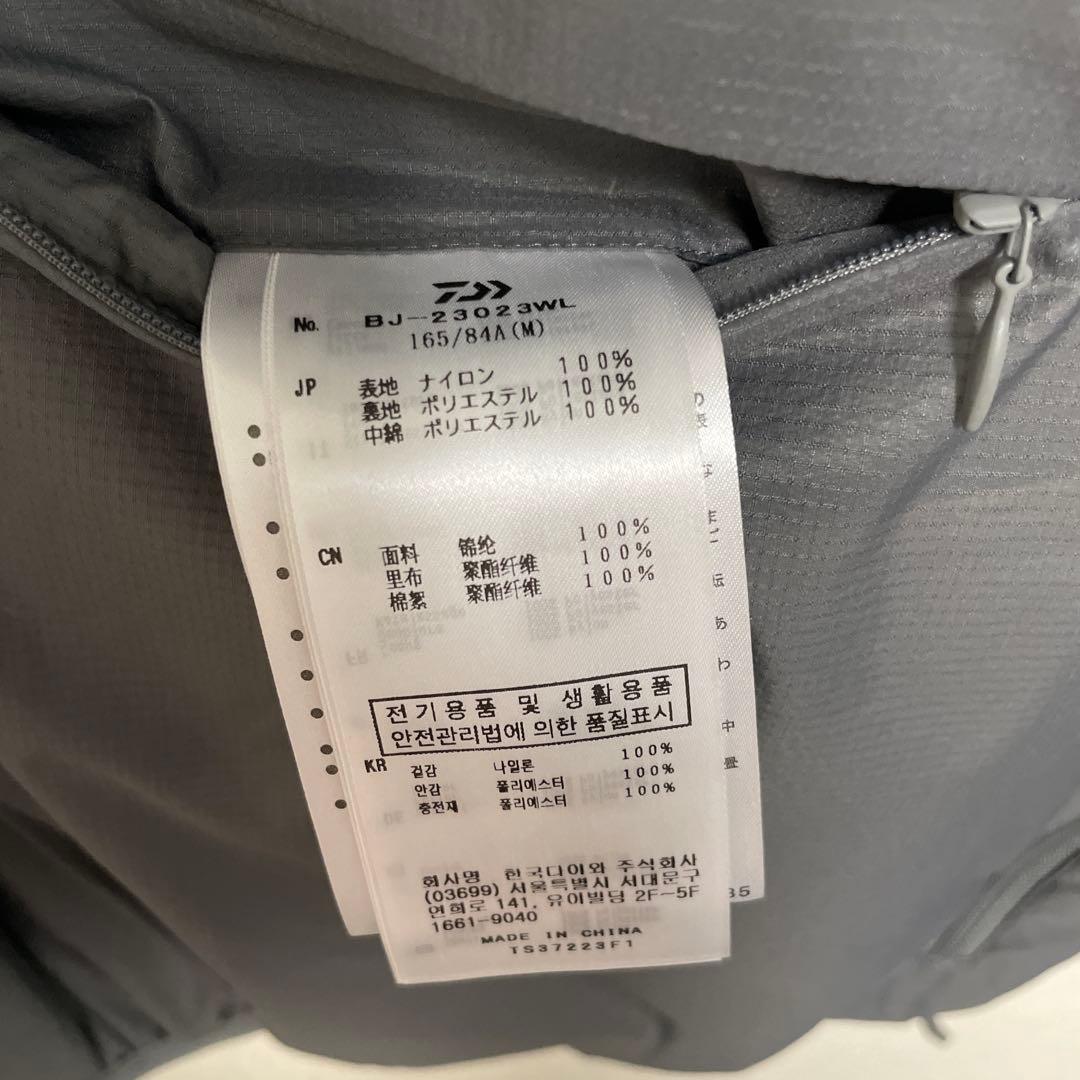 No. BJ-23023WL
165/84A(M)
JP 表地 ナイロン 100%
裏地 ポリエステル 100%
中綿 ポリエステル 100%
CN 面料 锦纶 100%
里布 聚酯纤维 100%
棉絮 聚酯纤维 100%
전기용품 및 생활용품
안전관리법에 의한 품질표시
KR 겉감 나일론 100%
안감 폴리에스터 100%
충전재 폴리에스터 100%
회사명 한국다이와 주식회사
(03699) 서울특별시 서대문구
연희로 141, 유이빌딩 2F~5F
1661-9040
MADE IN CHINA
TS37223F1